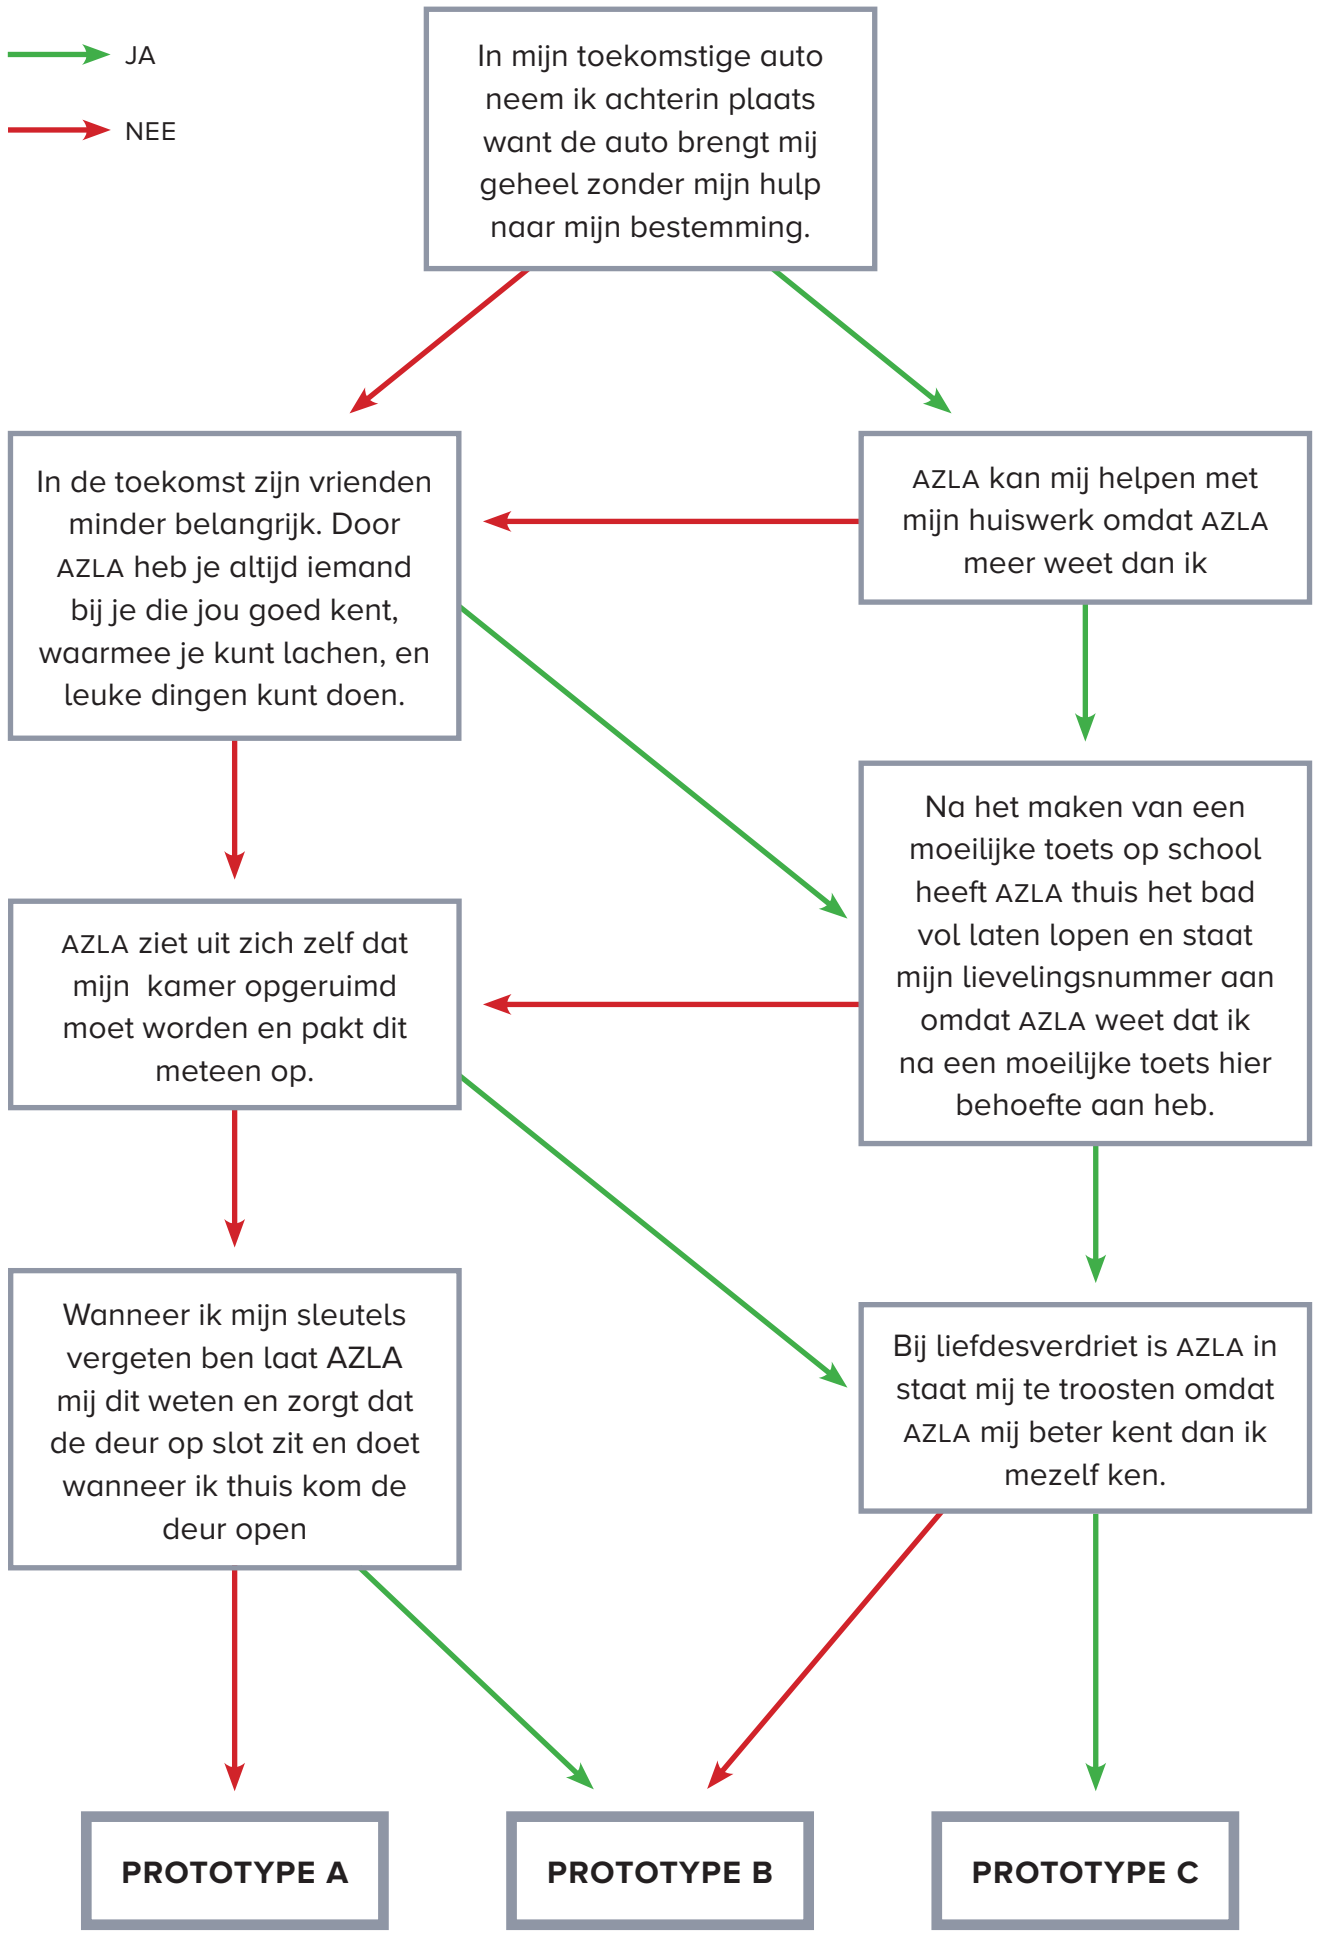 JA
NEE
In mijn toekomstige auto
neem ik achterin plaats
want de auto brengt mij
geheel zonder mijn hulp
naar mijn bestemming.
In de toekomst zijn vrienden
minder belangrijk. Door
AZLA heb je altijd iemand
bij je die jou goed kent,
waarmee je kunt lachen, en
leuke dingen kunt doen.
AZLA kan mij helpen met
mijn huiswerk omdat AZLA
meer weet dan ik
Na het maken van een
moeilijke toets op school
heeft AZLA thuis het bad
vol laten lopen en staat
mijn lievelingsnummer aan
omdat AZLA weet dat ik
na een moeilijke toets hier
behoefte aan heb.
AZLA ziet uit zich zelf dat
mijn kamer opgeruimd
moet worden en pakt dit
meteen op.
Wanneer ik mijn sleutels
vergeten ben laat AZLA
mij dit weten en zorgt dat
de deur op slot zit en doet
wanneer ik thuis kom de
deur open
Bij liefdesverdriet is AZLA in
staat mij te troosten omdat
AZLA mij beter kent dan ik
mezelf ken.
PROTOTYPE A
PROTOTYPE B
PROTOTYPE C